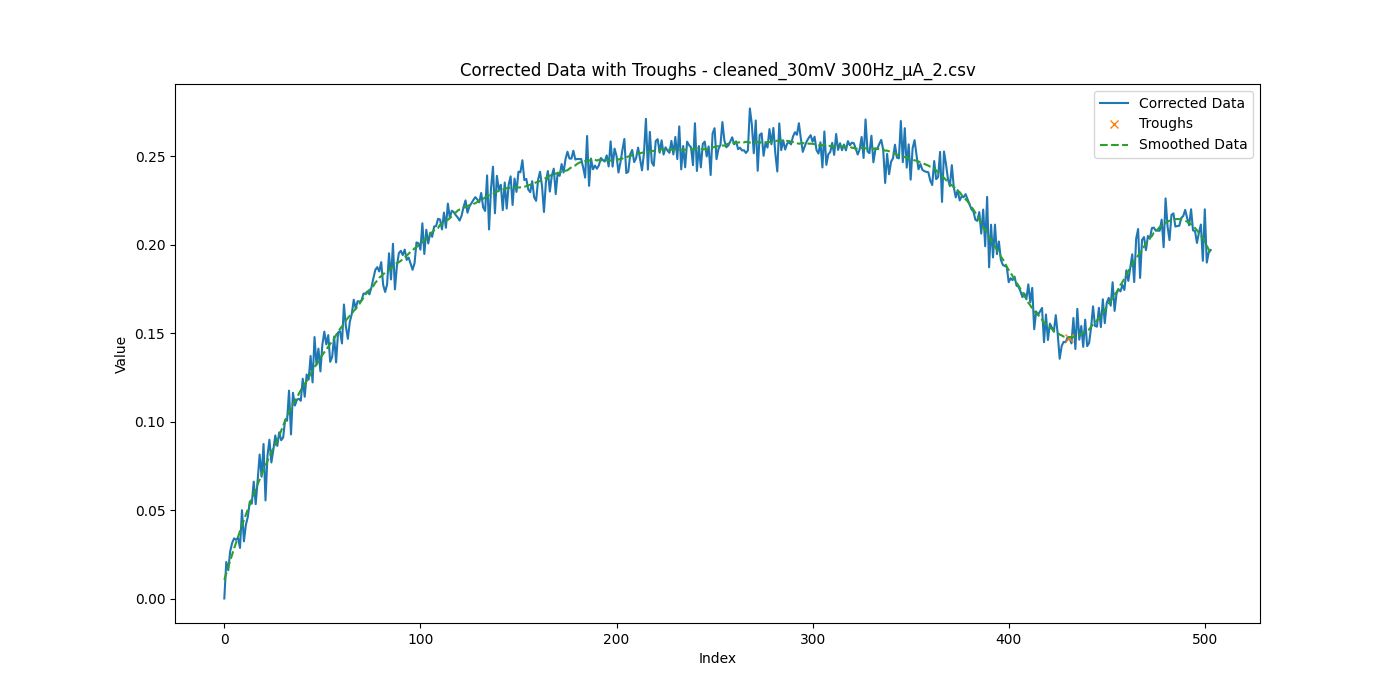 Corrected Data with Troughs - cleaned_30mV 300Hz_µA_2.csv
Corrected Data
Troughs
Smoothed Data
Value
0.25
0.20
0.15
0.10
0.05
0.00
0
100
200
300
400
500
Index